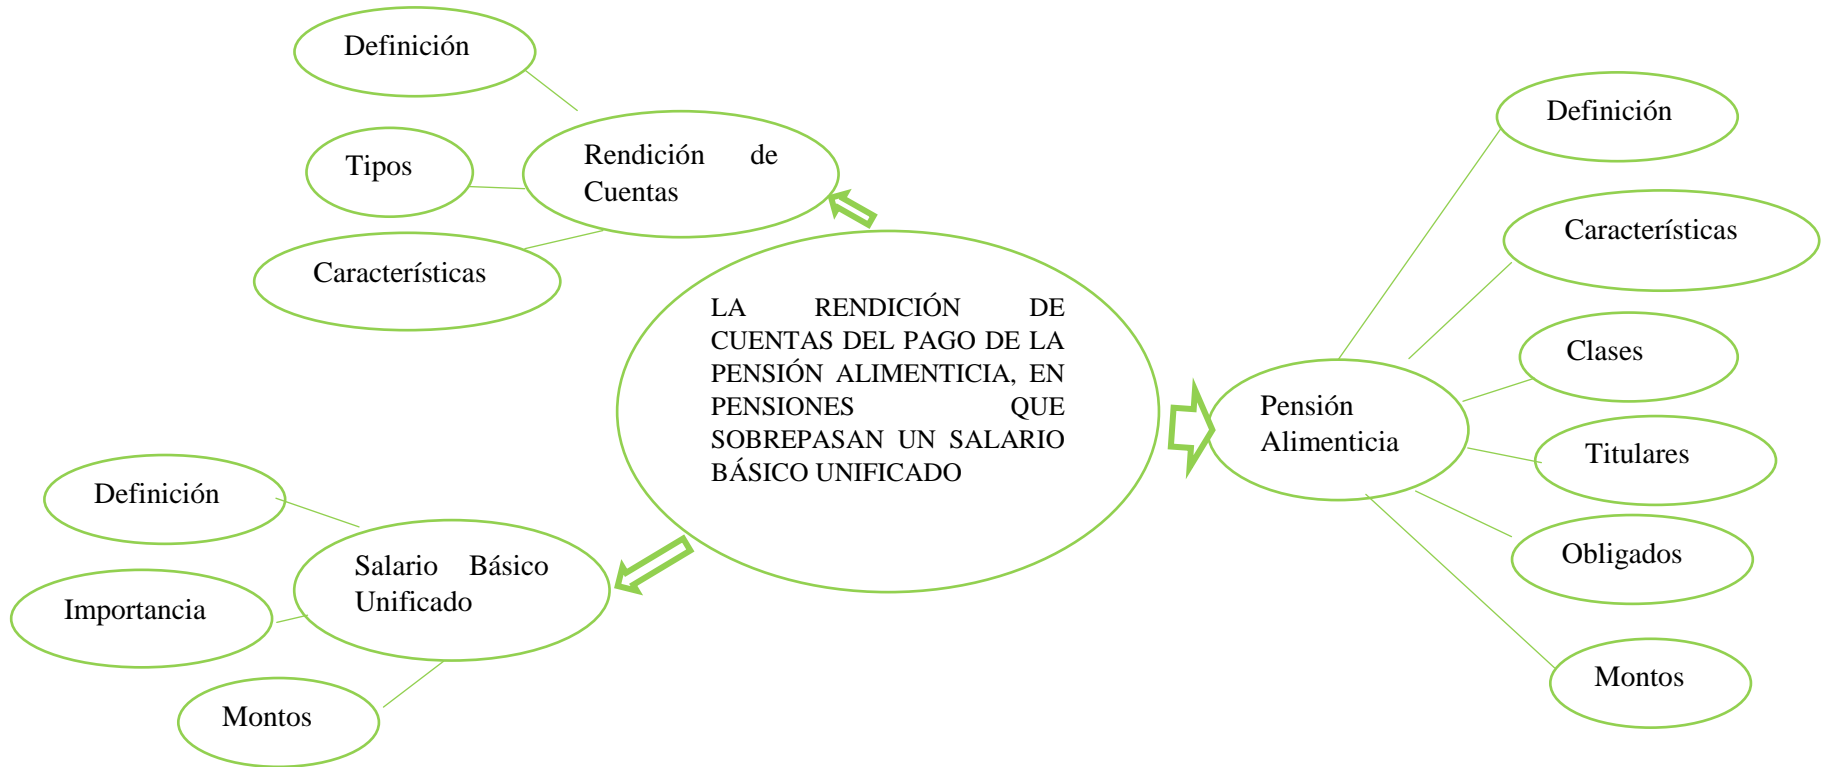 Definición
Tipos
Características
Rendición de
Cuentas
LA RENDICIÓN DE
CUENTAS DEL PAGO DE LA
PENSIÓN ALIMENTICIA, EN
PENSIONES QUE
SOBREPASAN UN SALARIO
BÁSICO UNIFICADO
Definición
Importancia
Montos
Salario Básico
Unificado
Pensión
Alimenticia
Definición
Características
Clases
Titulares
Obligados
Montos